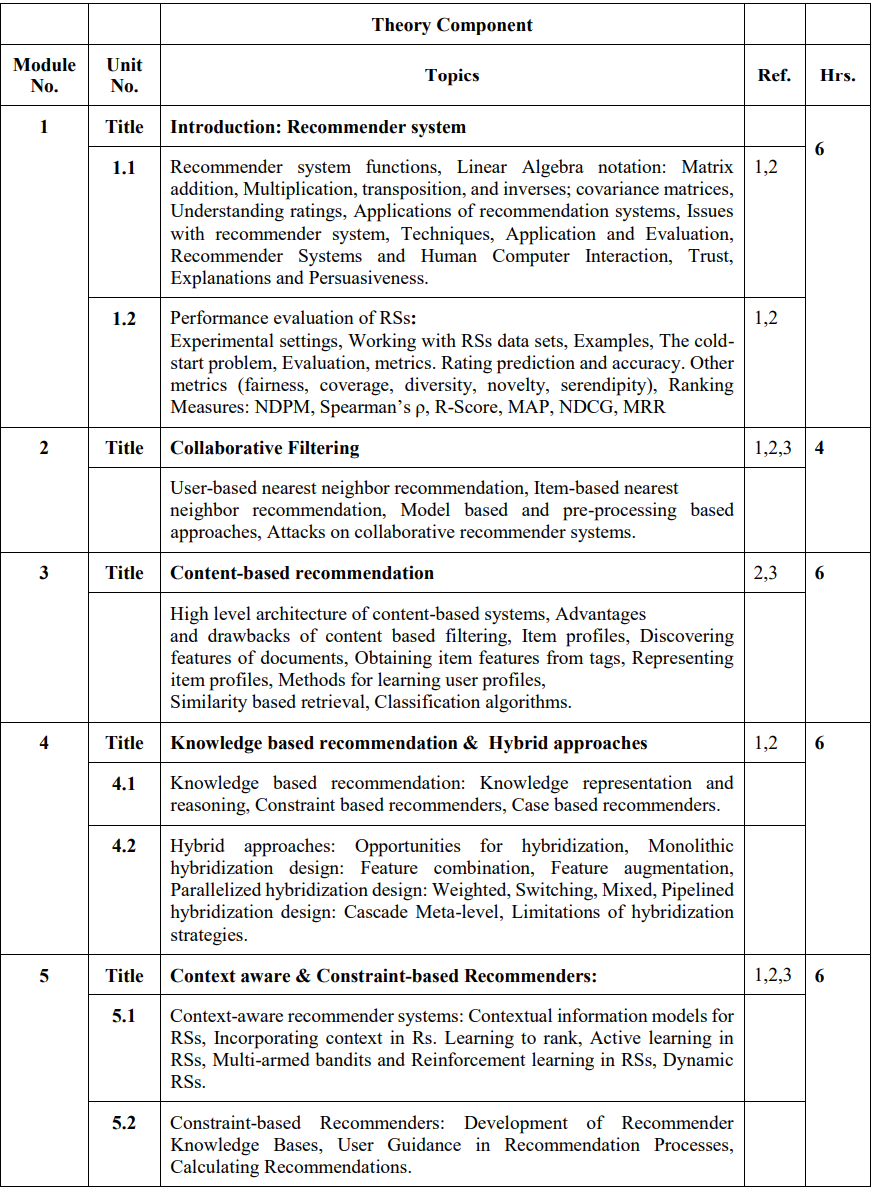 Theory Component
Module No. Unit No. Topics Ref. Hrs.
1 Title Introduction: Recommender system 6
1.1 Recommender system functions, Linear Algebra notation: Matrix 1,2
addition, Multiplication, transposition, and inverses; covariance matrices,
Understanding ratings, Applications of recommendation systems, Issues
with recommender system, Techniques, Application and Evaluation,
Recommender Systems and Human Computer Interaction, Trust,
Explanations and Persuasiveness.
1.2 Performance evaluation of RSs: 1,2
Experimental settings, Working with RSs data sets, Examples, The cold-
start problem, Evaluation, metrics. Rating prediction and accuracy. Other
metrics (fairness, coverage, diversity, novelty, serendipity), Ranking
Measures: NDPM, Spearman's ρ, R-Score, MAP, NDCG, MRR
2 Title Collaborative Filtering 1,2,3 4
User-based nearest neighbor recommendation, Item-based nearest
neighbor recommendation, Model based and pre-processing based
approaches, Attacks on collaborative recommender systems.
3 Title Content-based recommendation 2,3 6
High level architecture of content-based systems, Advantages
and drawbacks of content based filtering, Item profiles, Discovering
features of documents, Obtaining item features from tags, Representing
item profiles, Methods for learning user profiles,
Similarity based retrieval, Classification algorithms.
4 Title Knowledge based recommendation & Hybrid approaches 1,2 6
4.1 Knowledge based recommendation: Knowledge representation and
reasoning, Constraint based recommenders, Case based recommenders.
4.2 Hybrid approaches: Opportunities for hybridization, Monolithic
hybridization design: Feature combination, Feature augmentation,
Parallelized hybridization design: Weighted, Switching, Mixed, Pipelined
hybridization design: Cascade Meta-level, Limitations of hybridization
strategies.
5 Title Context aware & Constraint-based Recommenders: 1,2,3 6
5.1 Context-aware recommender systems: Contextual information models for
RSs, Incorporating context in Rs. Learning to rank, Active learning in
RSs, Multi-armed bandits and Reinforcement learning in RSs, Dynamic
RSs.
5.2 Constraint-based Recommenders: Development of Recommender
Knowledge Bases, User Guidance in Recommendation Processes,
Calculating Recommendations.